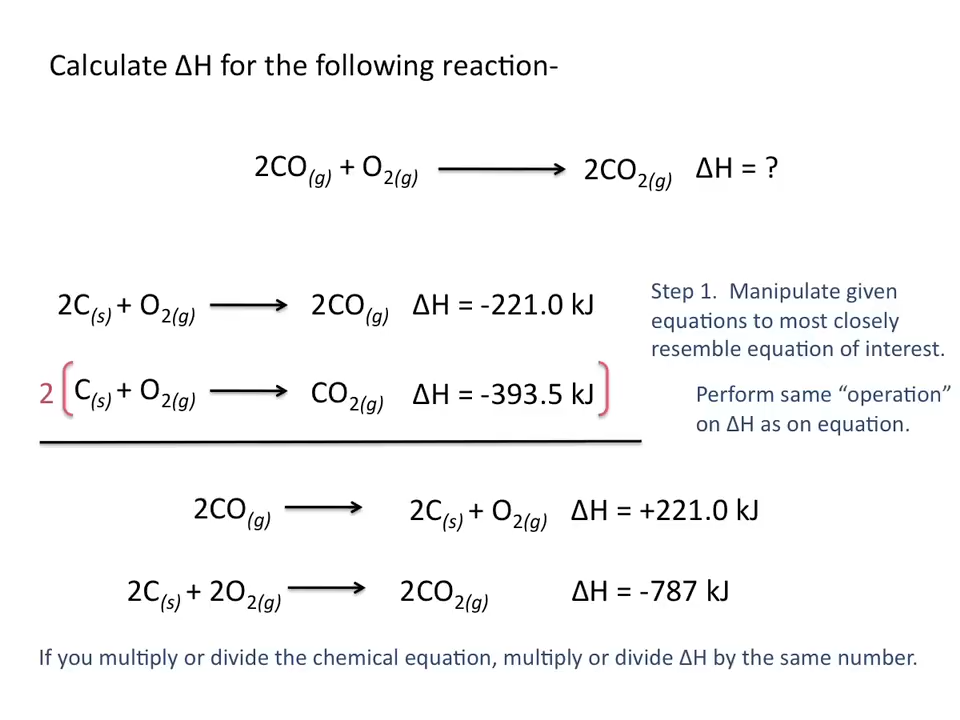 Calculate ΔH for the following reaction-
2CO(g) + O2(g) ⟶ 2CO2(g) ΔH = ?
2C(s) + O2(g) ⟶ 2CO(g) ΔH = -221.0 kJ
2 [C(s) + O2(g) ⟶ CO2(g) ΔH = -393.5 kJ]
Step 1. Manipulate given
equations to most closely
resemble equation of interest.
Perform same “operation”
on ΔH as on equation.
2CO(g) ⟶ 2C(s) + O2(g) ΔH = +221.0 kJ
2C(s) + 2O2(g) ⟶ 2CO2(g) ΔH = -787 kJ
If you multiply or divide the chemical equation, multiply or divide ΔH by the same number.